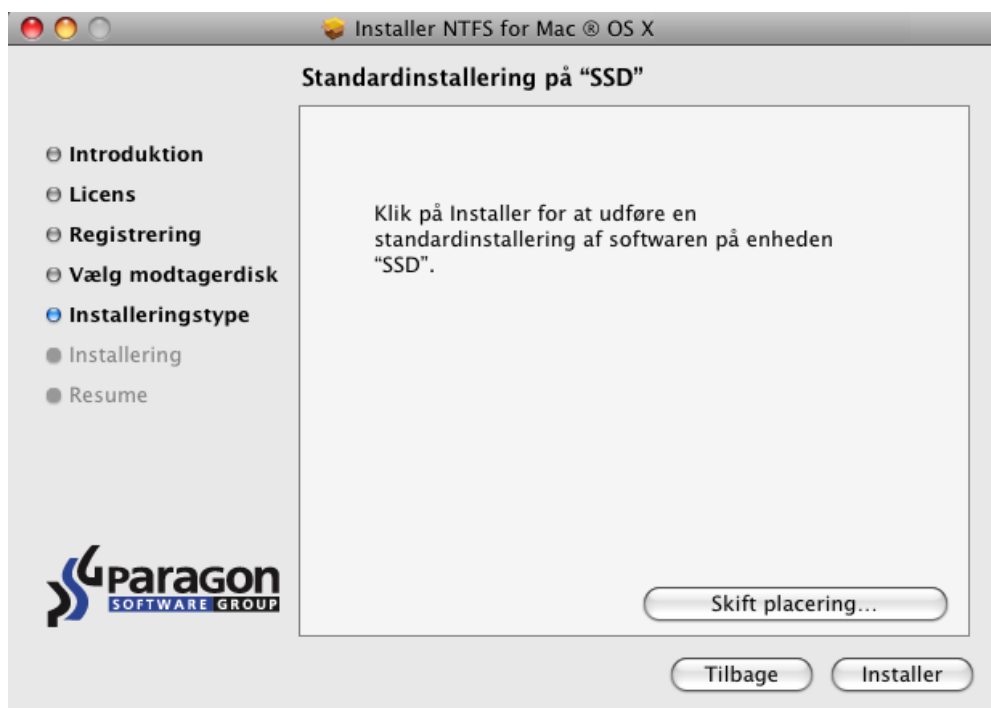 Installer NTFS for Mac ® OS X
Standardinstallering på “SSD”
Introduktion
Licens
Registrering
Vælg modtagerdisk
Installeringstype
Installering
Resume
Klik på Installer for at udføre en
standardinstallering af softwaren på enheden
“SSD”.
Paragon
SOFTWARE GROUP
Skift placering...
Tilbage
Installer